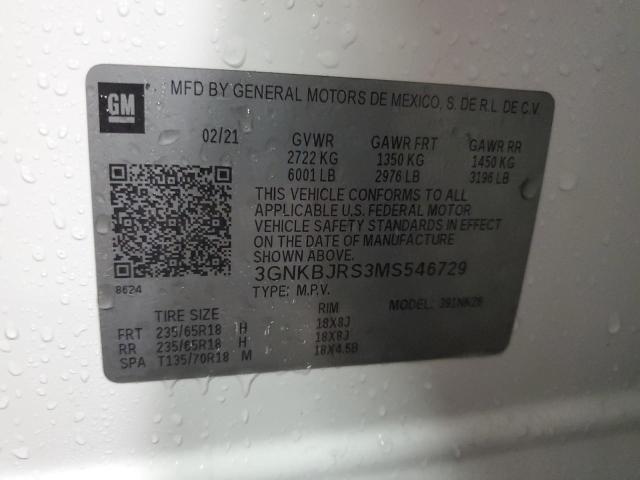 GM
MFD BY GENERAL MOTORS DE MEXICO, S. DE R.L. DE C.V.
02/21 GVWR GAWR FRT GAWR RR
2722 KG 1350 KG 1450 KG
6001 LB 2976 LB 3196 LB
THIS VEHICLE CONFORMS TO ALL
APPLICABLE U.S. FEDERAL MOTOR
VEHICLE SAFETY STANDARDS IN EFFECT
ON THE DATE OF MANUFACTURE
SHOWN ABOVE.
3GNKBJRS3MS546729
8624 TYPE: M.P.V. MODEL: 391NK26
TIRE SIZE RIM
FRT 235/65R18 H 18X8J
RR 235/65R18 H 18X8J
SPA T135/70R18 M 18X4.5B